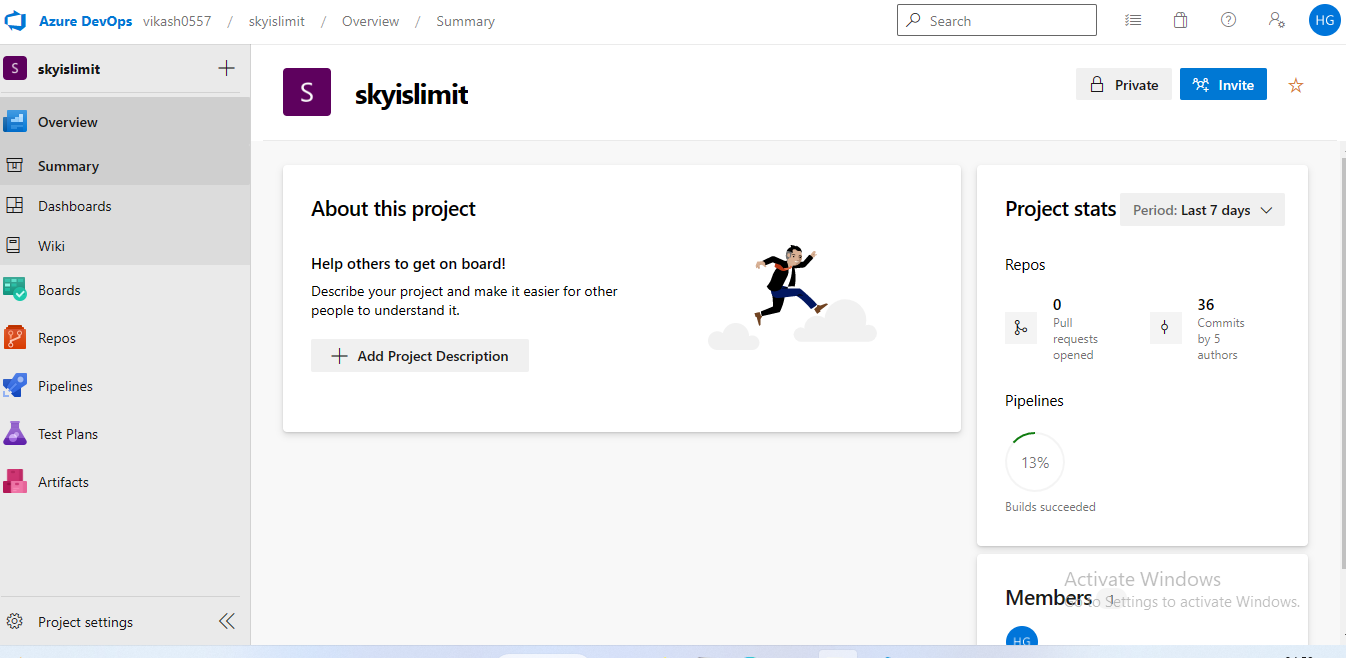 Azure DevOps vikash0557 / skyislimit / Overview / Summary
Search
HG
S skyislimit
Overview
Summary
Dashboards
Wiki
Boards
Repos
Pipelines
Test Plans
Artifacts
Project settings
S skyislimit
Private
Invite
About this project
Help others to get on board!
Describe your project and make it easier for other
people to understand it.
Add Project Description
Project stats
Period: Last 7 days
Repos
0
Pull
requests
opened
36
Commits
by 5
authors
Pipelines
13%
Builds succeeded
Activate Windows
Go to Settings to activate Windows.
Members 1
HG